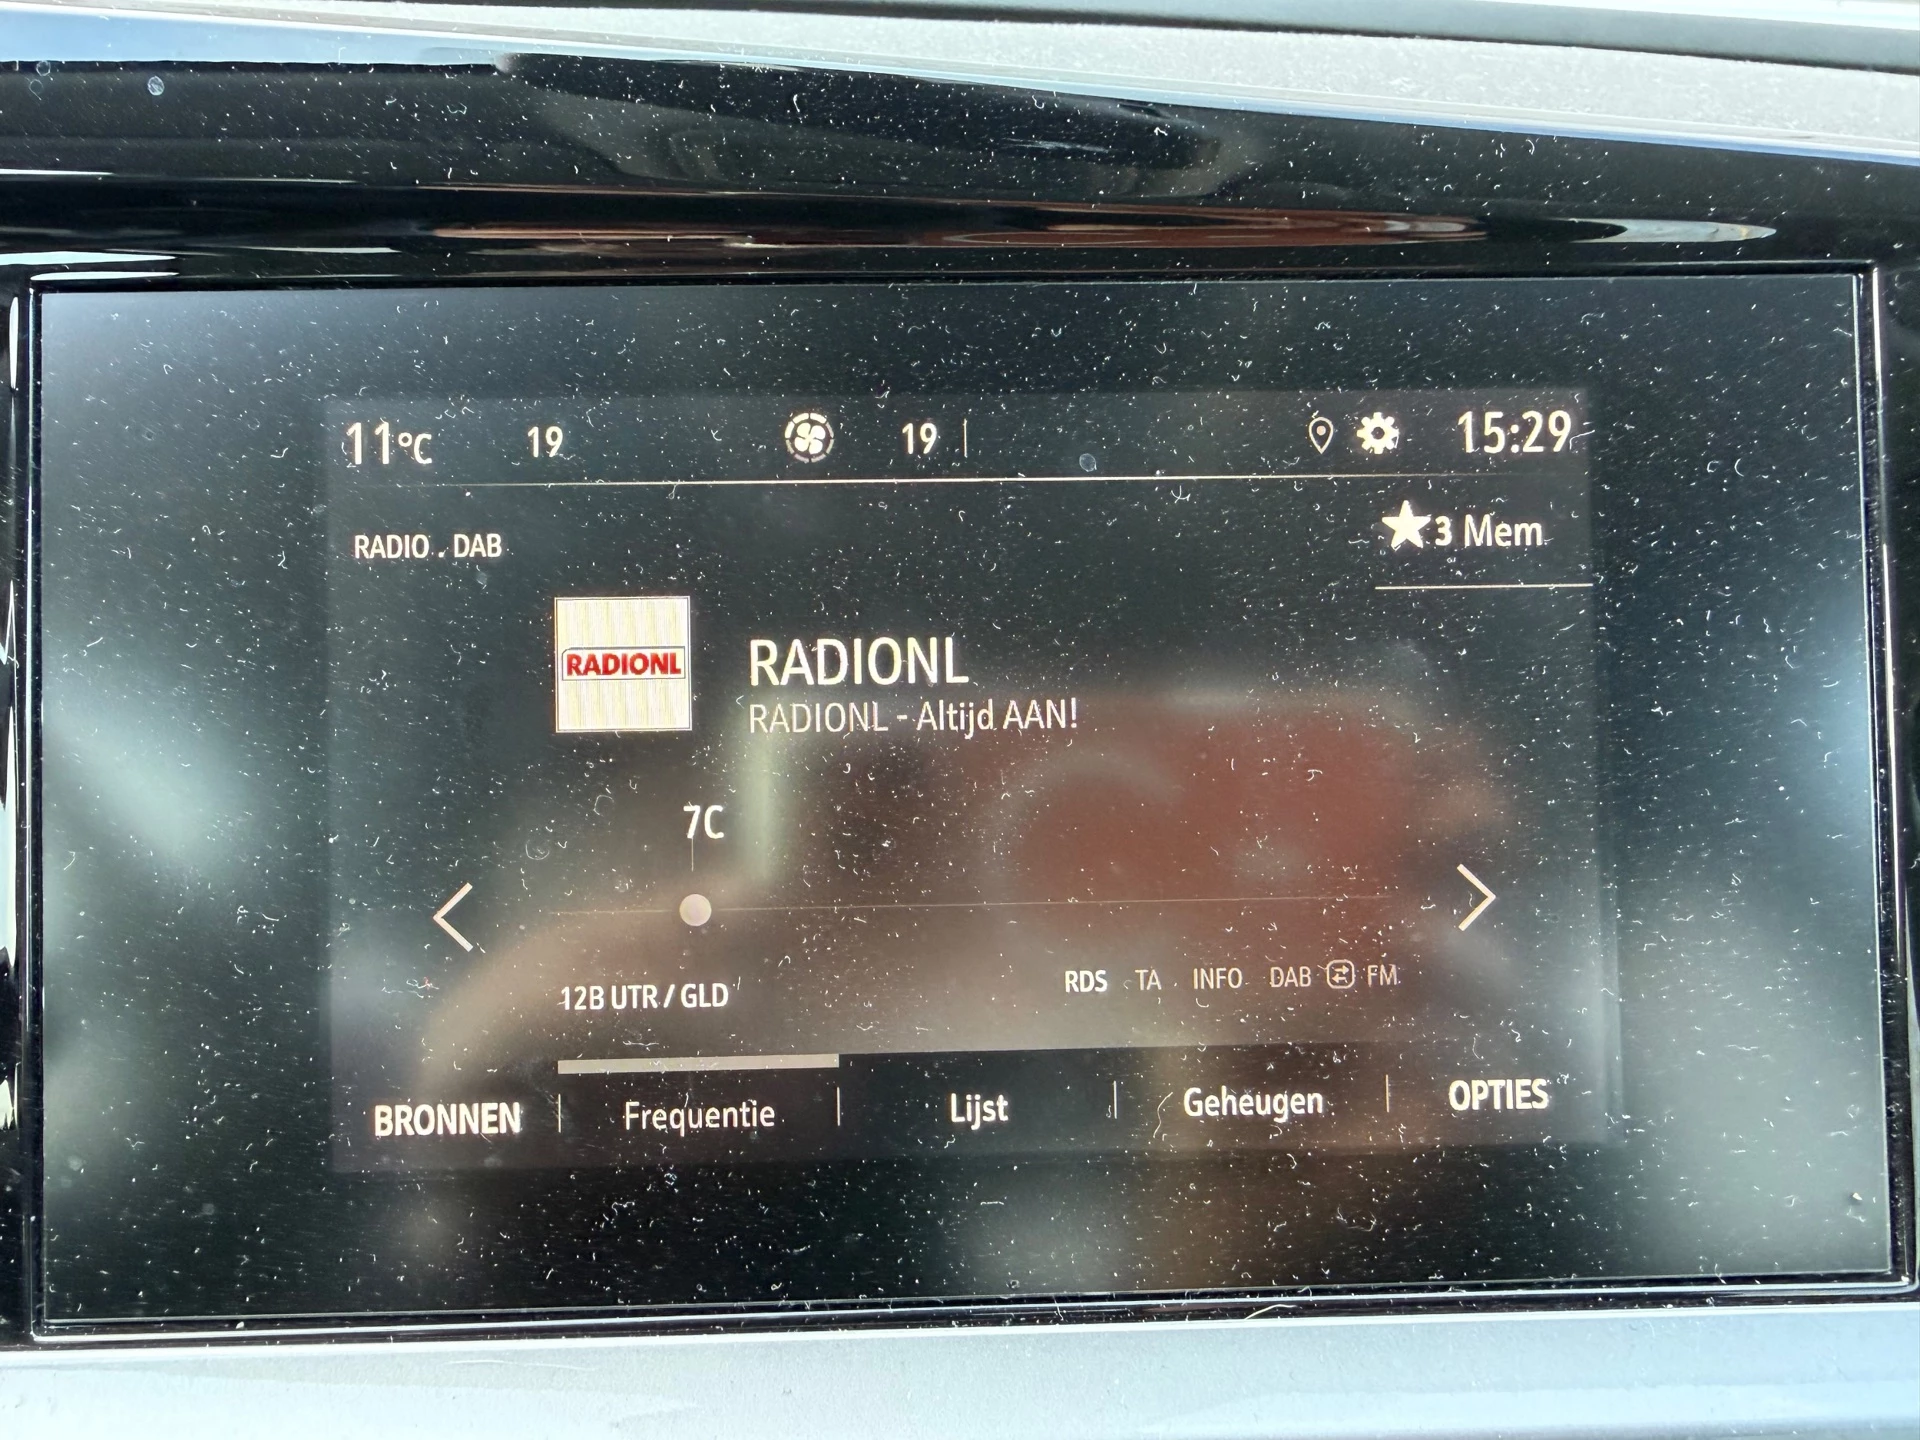 11°C 19 19 15:29
RADIO . DAB
3 Mem
RADIONL
RADIONL
RADIONL - Altijd AAN!
7C
12B UTR / GLD
RDS TA INFO DAB FM
BRONNEN Frequentie Lijst Geheugen OPTIES